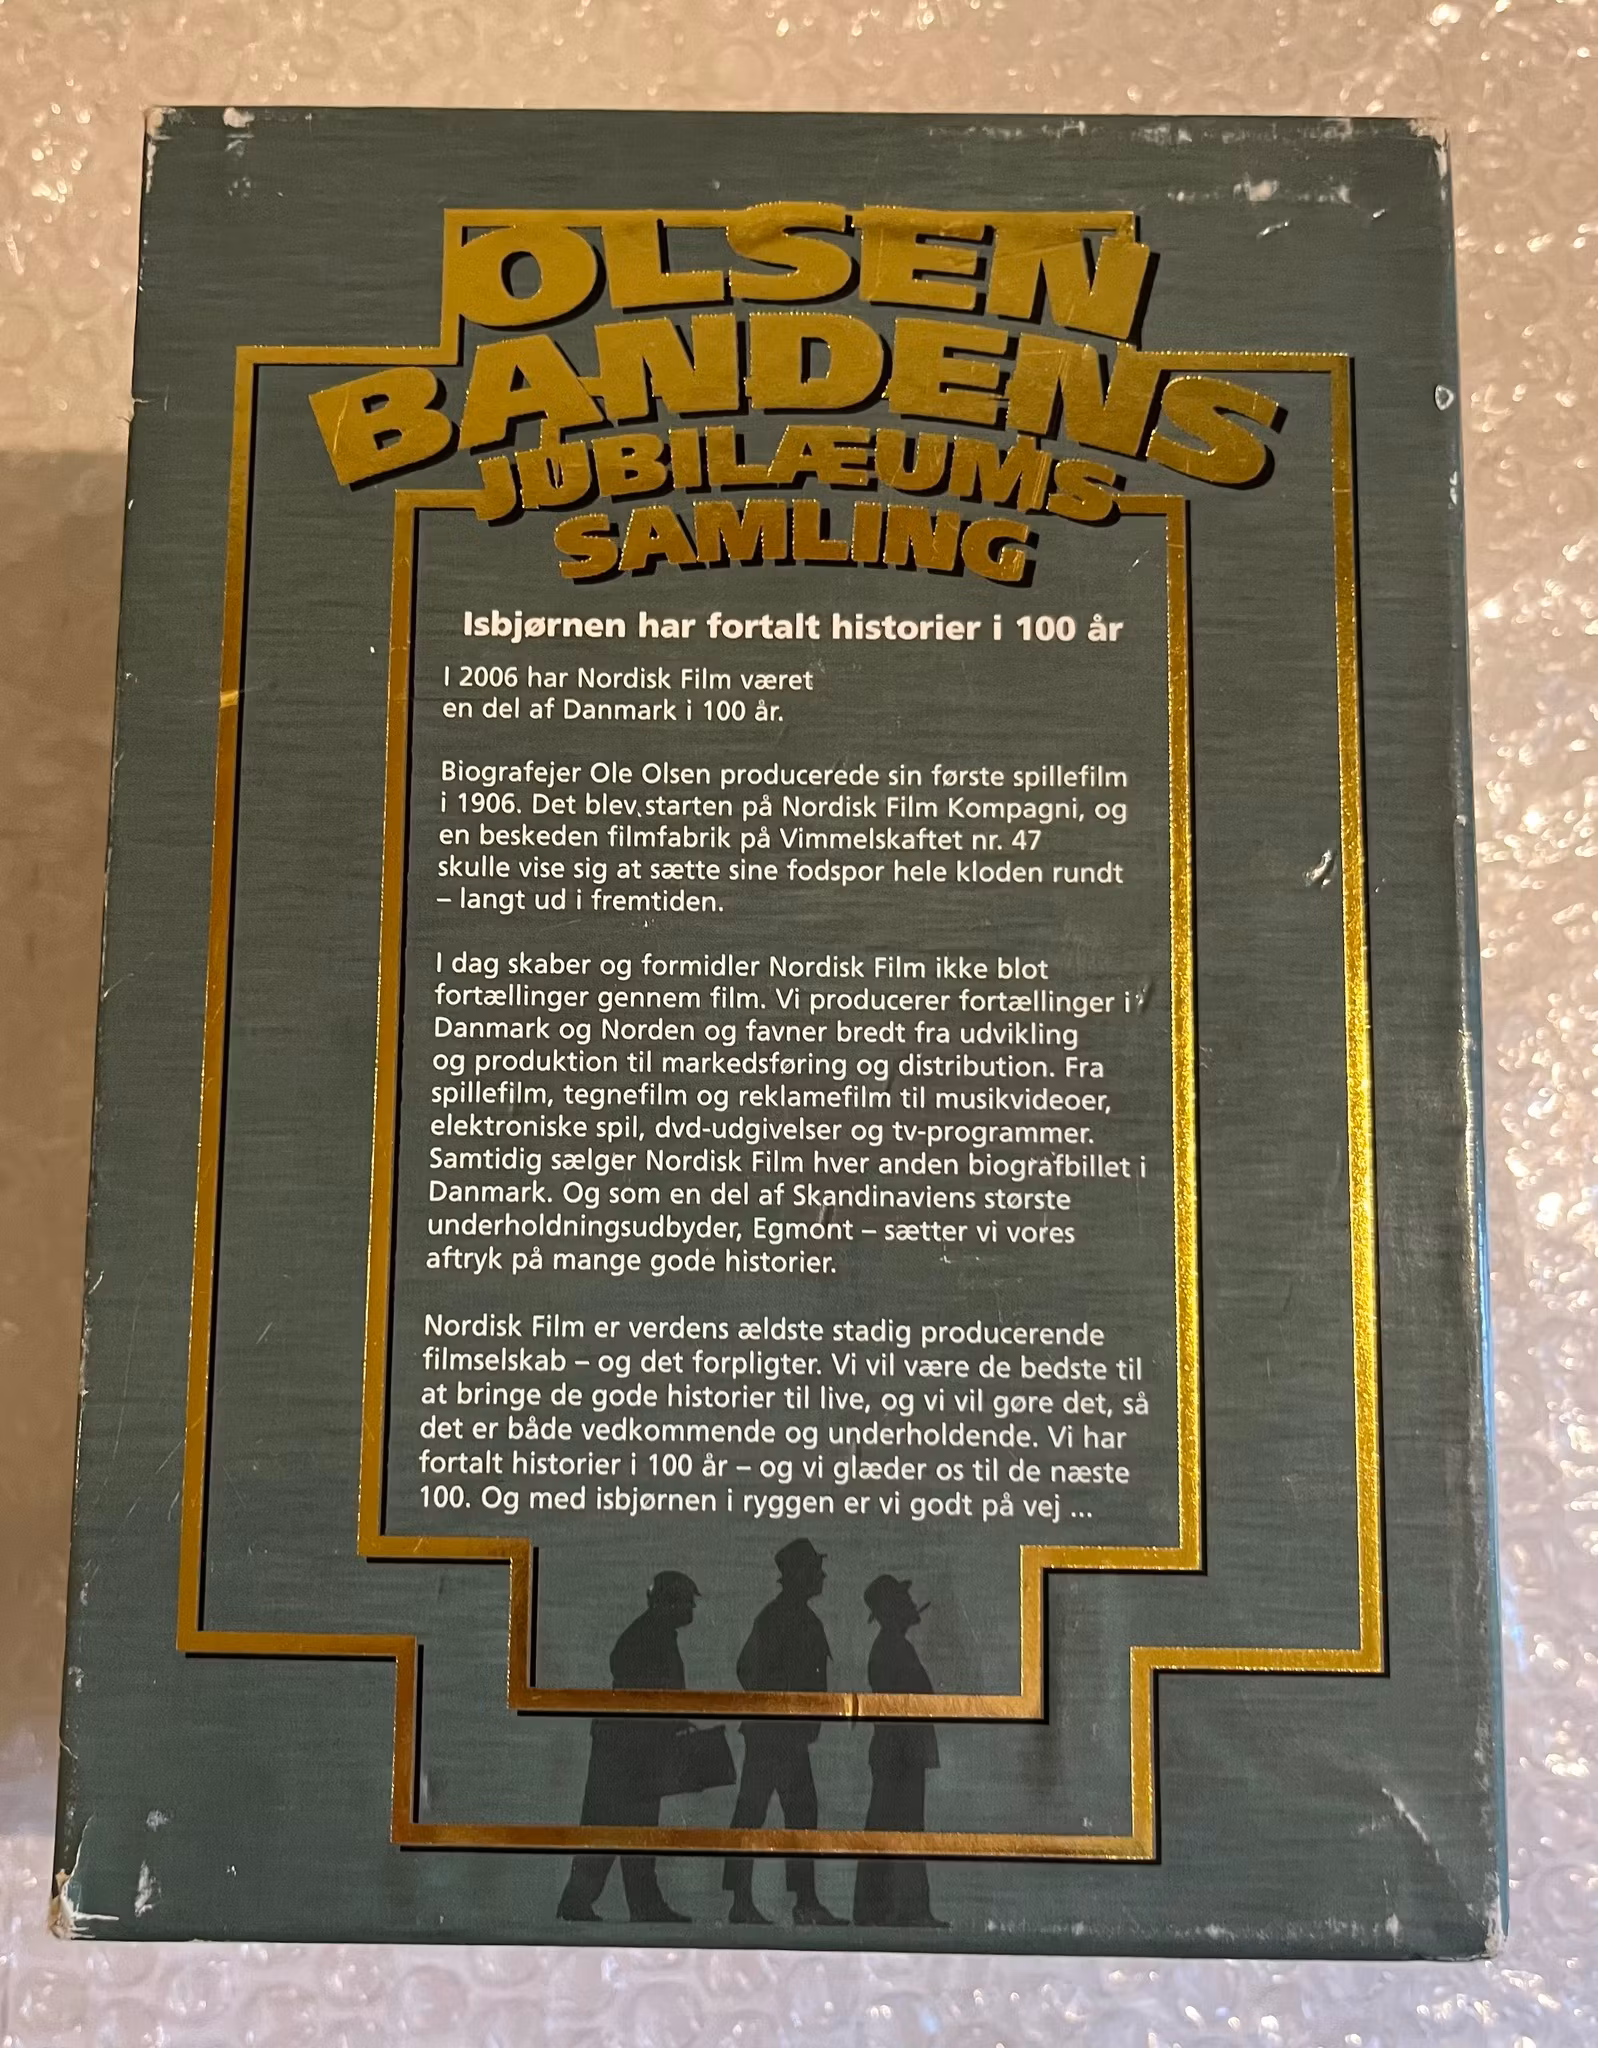 OLSEN
BANDENS
JUBILÆUMS
SAMLING
Isbjørnen har fortalt historier i 100 år
I 2006 har Nordisk Film været
en del af Danmark i 100 år.
Biografejer Ole Olsen producerede sin første spillefilm
i 1906. Det blev starten på Nordisk Film Kompagni, og
en beskeden filmfabrik på Vimmelskaftet nr. 47
skulle vise sig at sætte sine fodspor hele kloden rundt
– langt ud i fremtiden.
I dag skaber og formidler Nordisk Film ikke blot
fortællinger gennem film. Vi producerer fortællinger i
Danmark og Norden og favner bredt fra udvikling
og produktion til markedsføring og distribution. Fra
spillefilm, tegnefilm og reklamefilm til musikvideoer,
elektroniske spil, dvd-udgivelser og tv-programmer.
Samtidig sælger Nordisk Film hver anden biografbillet i
Danmark. Og som en del af Skandinaviens største
underholdningsudbyder, Egmont – sætter vi vores
aftryk på mange gode historier.
Nordisk Film er verdens ældste stadig producerende
filmselskab – og det forpligter. Vi vil være de bedste til
at bringe de gode historier til live, og vi vil gøre det, så
det er både vedkommende og underholdende. Vi har
fortalt historier i 100 år – og vi glæder os til de næste
100. Og med isbjørnen i ryggen er vi godt på vej ...